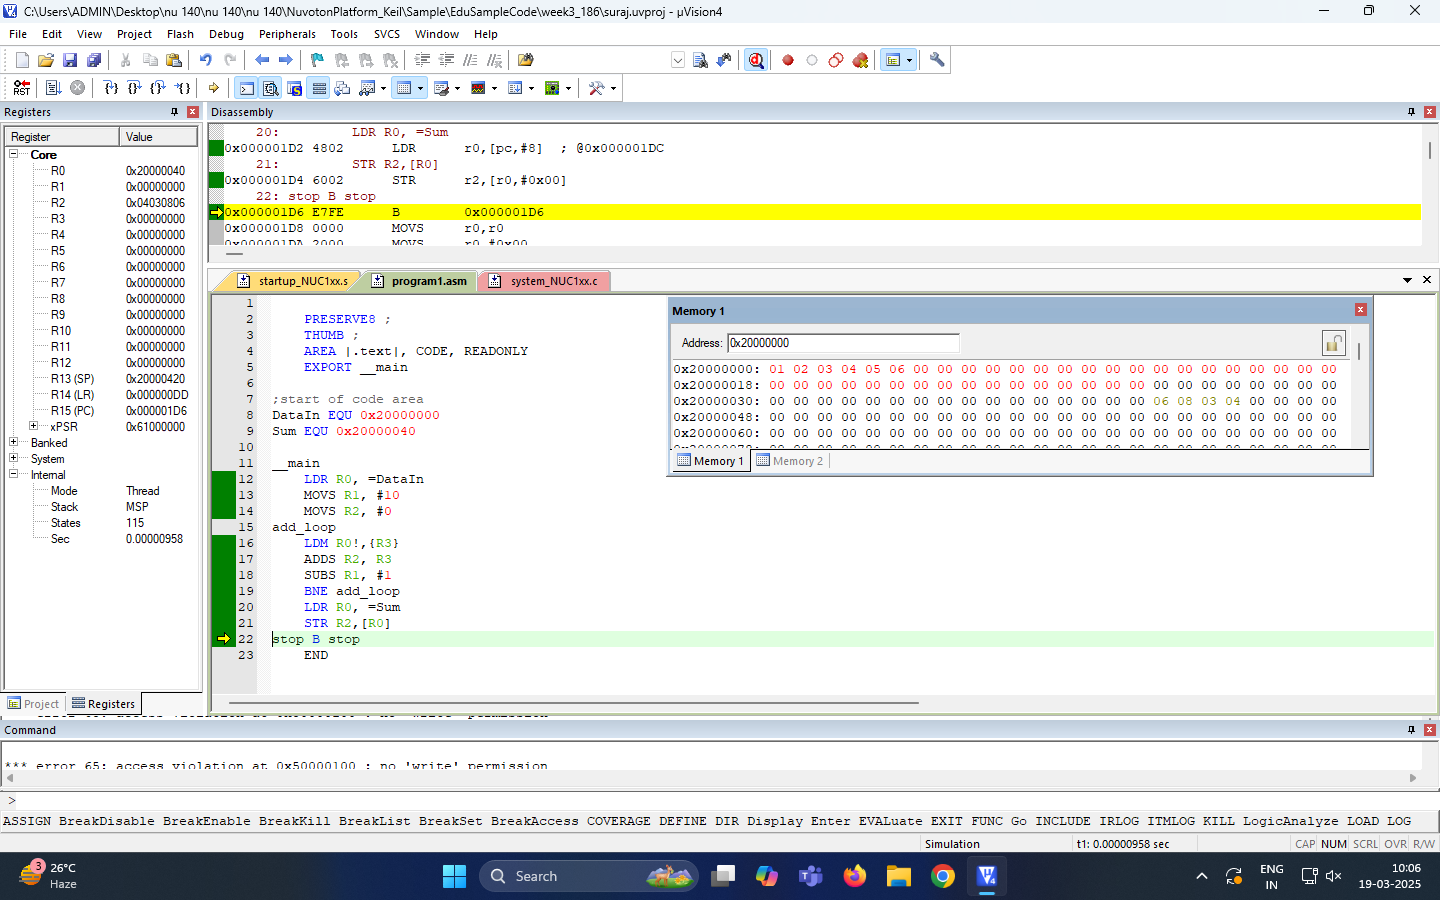 C:\Users\ADMIN\Desktop\nu 140\nu 140\nu 140\NuvotonPlatform_Keil\Sample\EduSampleCode\week3_186\suraj.uvproj - µVision4
File Edit View Project Flash Debug Peripherals Tools SVCS Window Help
Registers
Register Value
Core
R0 0x20000040
R1 0x00000000
R2 0x04030806
R3 0x00000000
R4 0x00000000
R5 0x00000000
R6 0x00000000
R7 0x00000000
R8 0x00000000
R9 0x00000000
R10 0x00000000
R11 0x00000000
R12 0x00000000
R13 (SP) 0x20000420
R14 (LR) 0x000000DD
R15 (PC) 0x000001D6
xPSR 0x61000000
Banked
System
Internal
Mode Thread
Stack MSP
States 115
Sec 0.00000958
Project Registers
Disassembly
20: LDR R0, =Sum
0x000001D2 4802 LDR r0,[pc,#8] ; @0x000001DC
21: STR R2,[R0]
0x000001D4 6002 STR r2,[r0,#0x00]
22: stop B stop
0x000001D6 E7FE B 0x000001D6
0x000001D8 0000 MOVS r0,r0
0x000001DA 2000 MOVS r0,#0x00
startup_NUC1xx.s program1.asm system_NUC1xx.c
1
2 PRESERVE8 ;
3 THUMB ;
4 AREA |.text|, CODE, READONLY
5 EXPORT __main
6
7 ;start of code area
8 DataIn EQU 0x20000000
9 Sum EQU 0x20000040
10
11 __main
12 LDR R0, =DataIn
13 MOVS R1, #10
14 MOVS R2, #0
15 add_loop
16 LDM R0!,{R3}
17 ADDS R2, R3
18 SUBS R1, #1
19 BNE add_loop
20 LDR R0, =Sum
21 STR R2,[R0]
22 stop B stop
23 END
Memory 1
Address: 0x20000000
0x20000000: 01 02 03 04 05 06 00 00 00 00 00 00 00 00 00 00 00 00 00 00 00 00 00 00
0x20000018: 00 00 00 00 00 00 00 00 00 00 00 00 00 00 00 00 00 00 00 00 00 00 00 00
0x20000030: 00 00 00 00 00 00 00 00 00 00 00 00 00 00 00 00 06 08 03 04 00 00 00 00
0x20000048: 00 00 00 00 00 00 00 00 00 00 00 00 00 00 00 00 00 00 00 00 00 00 00 00
0x20000060: 00 00 00 00 00 00 00 00 00 00 00 00 00 00 00 00 00 00 00 00 00 00 00 00
Memory 1 Memory 2
Command
*** error 65: access violation at 0x50000100 : no 'write' permission
>
ASSIGN BreakDisable BreakEnable BreakKill BreakList BreakSet BreakAccess COVERAGE DEFINE DIR Display Enter EVALuate EXIT FUNC Go INCLUDE IRLOG ITMLOG KILL LogicAnalyze LOAD LOG
Simulation t1: 0.00000958 sec CAP NUM SCRL OVR R/W
3
26°C
Haze
Search
ENG
IN
10:06
19-03-2025